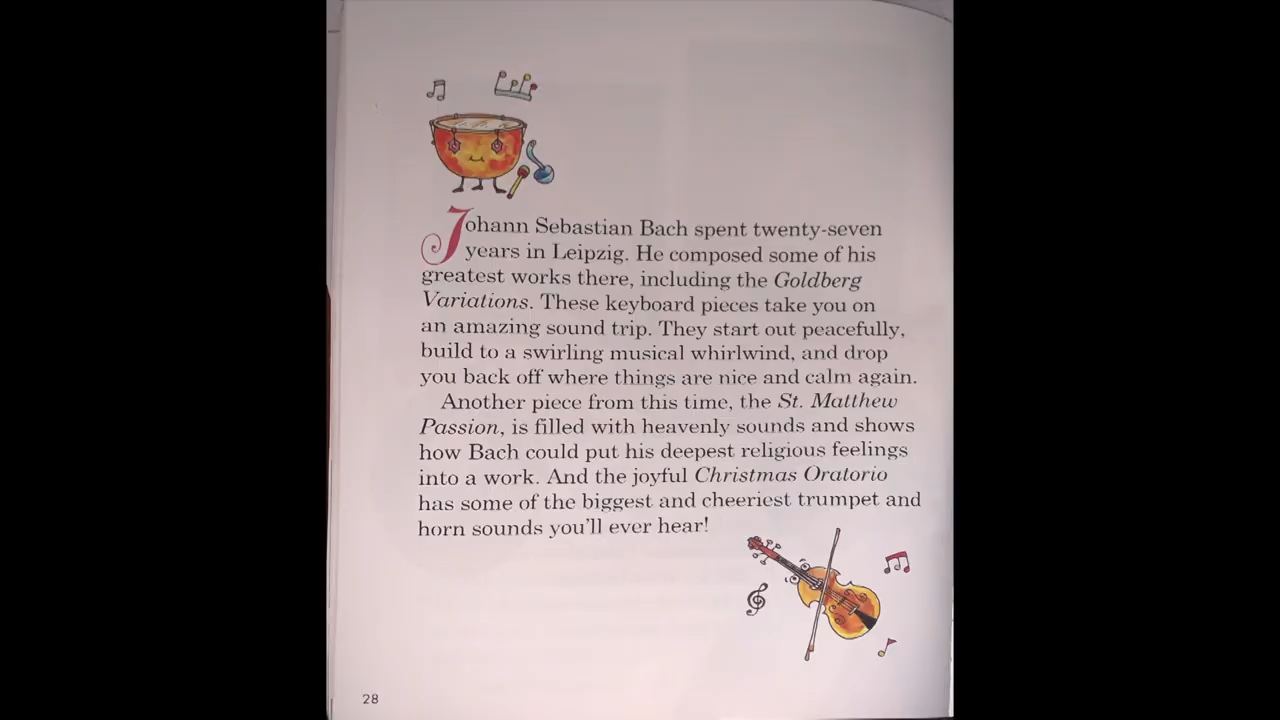 Johann Sebastian Bach spent twenty-seven
years in Leipzig. He composed some of his
greatest works there, including the Goldberg
Variations. These keyboard pieces take you on
an amazing sound trip. They start out peacefully,
build to a swirling musical whirlwind, and drop
you back off where things are nice and calm again.
Another piece from this time, the St. Matthew
Passion, is filled with heavenly sounds and shows
how Bach could put his deepest religious feelings
into a work. And the joyful Christmas Oratorio
has some of the biggest and cheeriest trumpet and
horn sounds you'll ever hear!
28